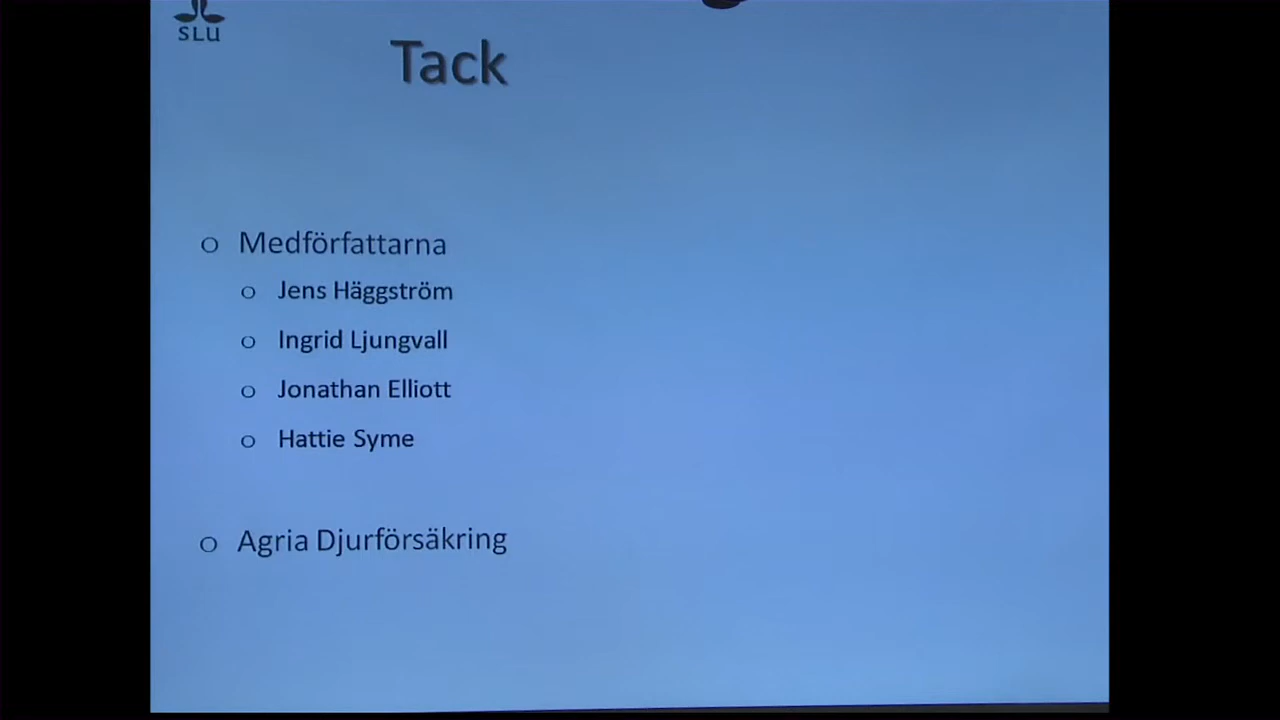 SLU
Tack
o Medförfattarna
o Jens Häggström
o Ingrid Ljungvall
o Jonathan Elliott
o Hattie Syme
o Agria Djurförsäkring